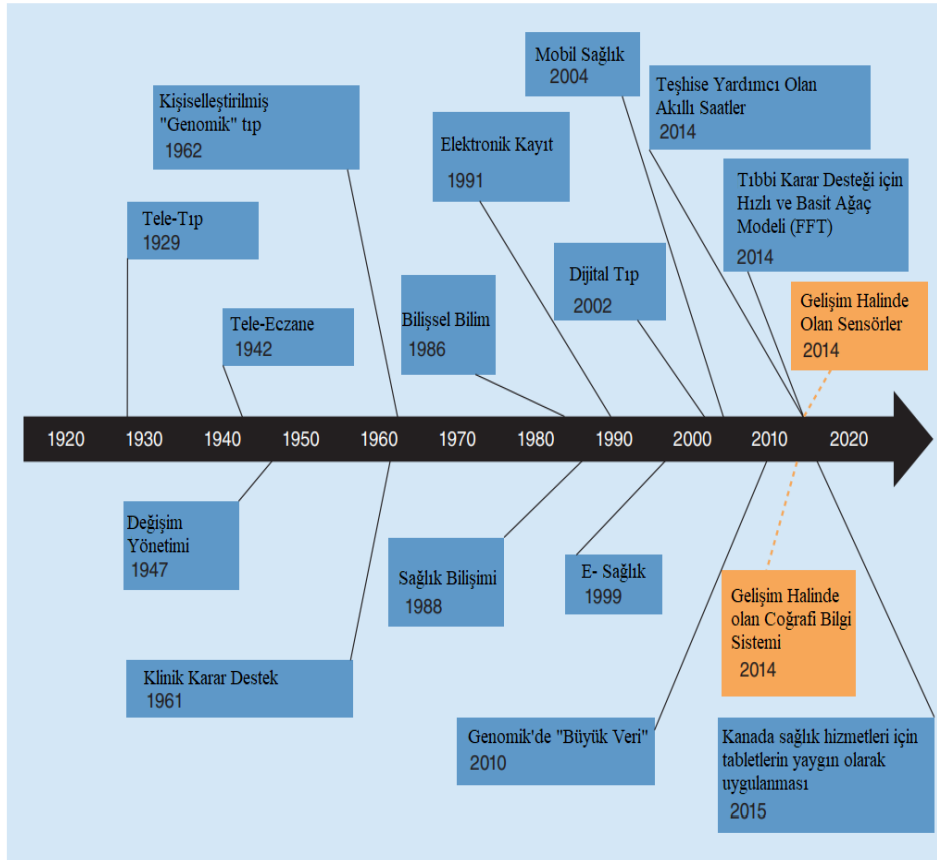 Mobil Sağlık
2004
Teşhise Yardımcı Olan
Akıllı Saatler
2014
Kişiselleştirilmiş
"Genomik" tıp
1962
Elektronik Kayıt
1991
Tıbbi Karar Desteği için
Hızlı ve Basit Ağaç
Modeli (FFT)
2014
Tele-Tıp
1929
Dijital Tıp
2002
Bilişsel Bilim
1986
Gelişim Halinde
Olan Sensörler
2014
Tele-Eczane
1942
1920 1930 1940 1950 1960 1970 1980 1990 2000 2010 2020
Değişim
Yönetimi
1947
Sağlık Bilişimi
1988
E- Sağlık
1999
Gelişim Halinde
olan Coğrafi Bilgi
Sistemi
2014
Klinik Karar Destek
1961
Genomik'de "Büyük Veri"
2010
Kanada sağlık hizmetleri için
tabletlerin yaygın olarak
uygulanması
2015